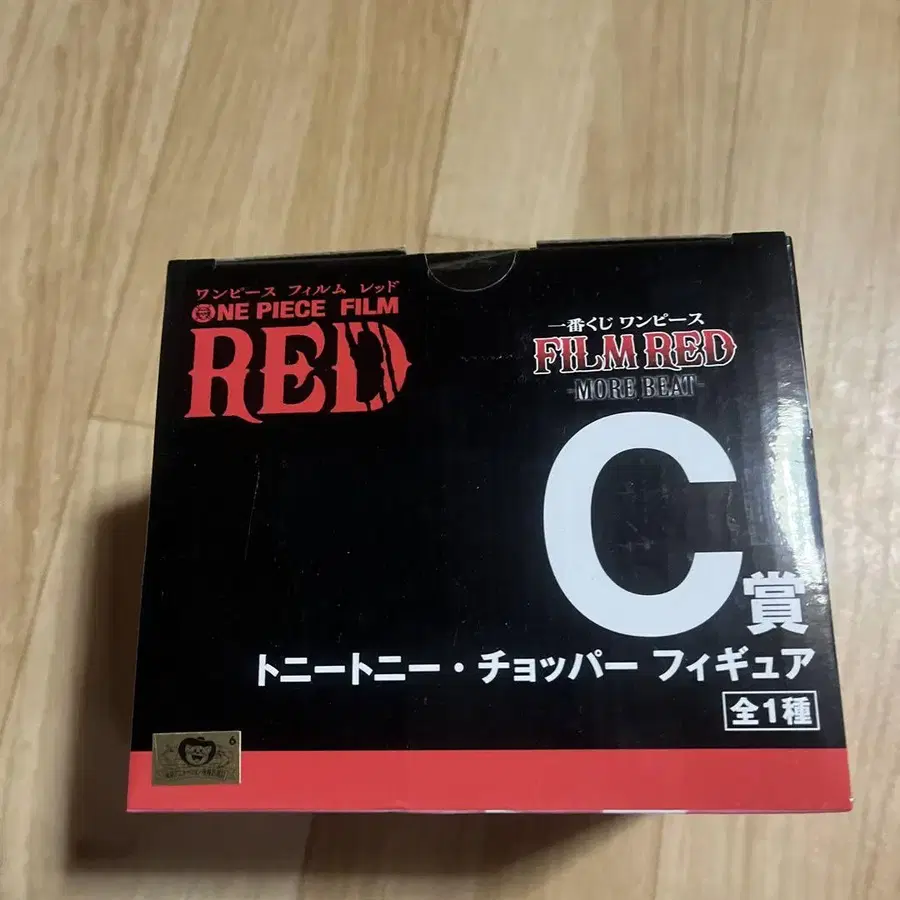 ワンピース フィルム レッド
ONE PIECE FILM
RED
一番くじ ワンピース
FILM RED
-MORE BEAT-
C賞
トニートニー・チョッパー フィギュア
全1種
6